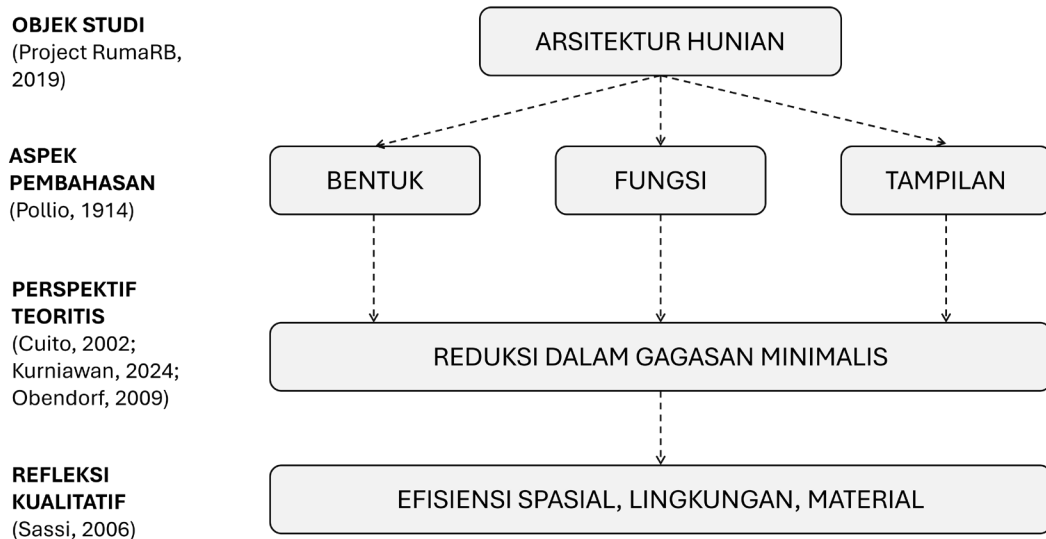 OBJEK STUDI
(Project RumaRB,
2019)
ARSITEKTUR HUNIAN
ASPEK
PEMBAHASAN
(Pollio, 1914)
BENTUK
FUNGSI
TAMPILAN
PERSPEKTIF
TEORITIS
(Cuito, 2002;
Kurniawan, 2024;
Obendorf, 2009)
REDUKSI DALAM GAGASAN MINIMALIS
REFLEKSI
KUALITATIF
(Sassi, 2006)
EFISIENSI SPASIAL, LINGKUNGAN, MATERIAL